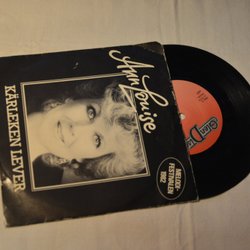 Ann-Louise
KÄRLEKEN LEVER
MELODI
FESTIVALEN
1982